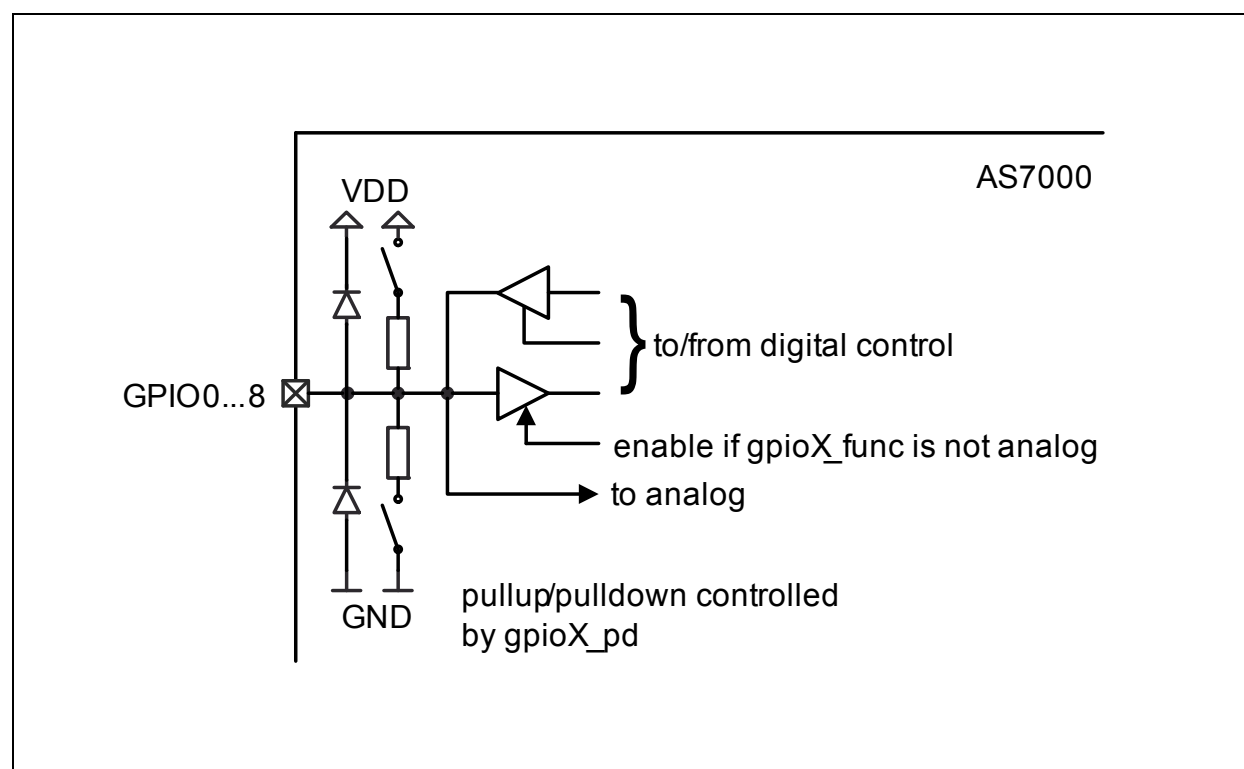 AS7000
VDD
to/from digital control
GPIO0...8
enable if gpioX_func is not analog
to analog
pullup/pulldown controlled
by gpioX_pd
GND